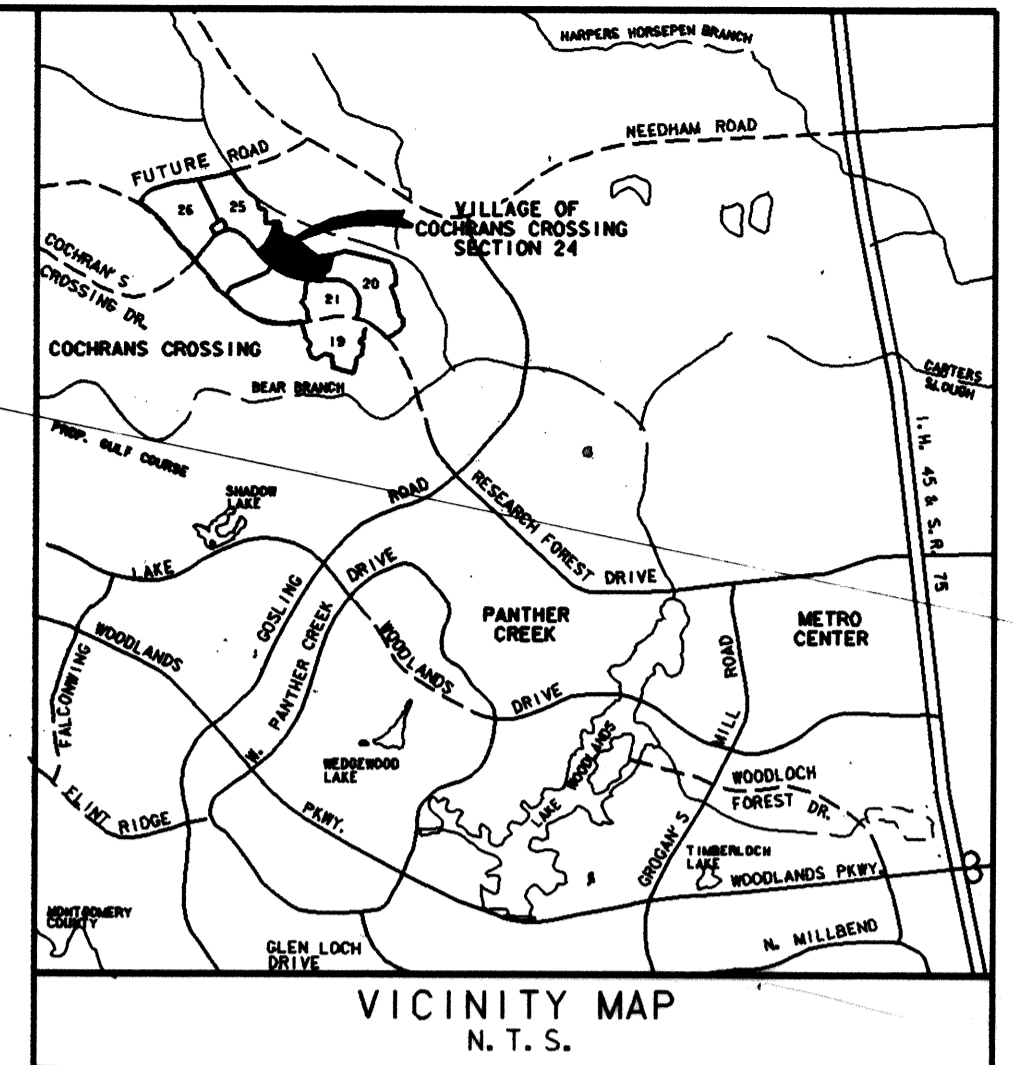 HARPERS HORSEPEN BRANCH
NEEDHAM ROAD
FUTURE ROAD
26
25
VILLAGE OF
COCHRANS CROSSING
SECTION 24
COCHRAN'S
CROSSING DR.
20
21
19
COCHRANS CROSSING
BEAR BRANCH
CARTERS
SLOUGH
PROP. GULF COURSE
I. H. 45 & S.R. 75
SHADOW
LAKE
ROAD
RESEARCH FOREST DRIVE
LAKE
DRIVE
GOSLING
PANTHER
CREEK
METRO
CENTER
WOODLANDS
FALCONWING
W. PANTHER CREEK
WOODLANDS
DRIVE
ROAD
MILL
WEDGEWOOD
LAKE
LAKE WOODLANDS
WOODLOCH
FOREST DR.
FLINT RIDGE
PKWY.
GROGAN'S
TIMBERLOCH
LAKE
WOODLANDS PKWY.
MONTGOMERY
COUNTY
GLEN LOCH
DRIVE
N. MILLBEND
VICINITY MAP
N. T. S.